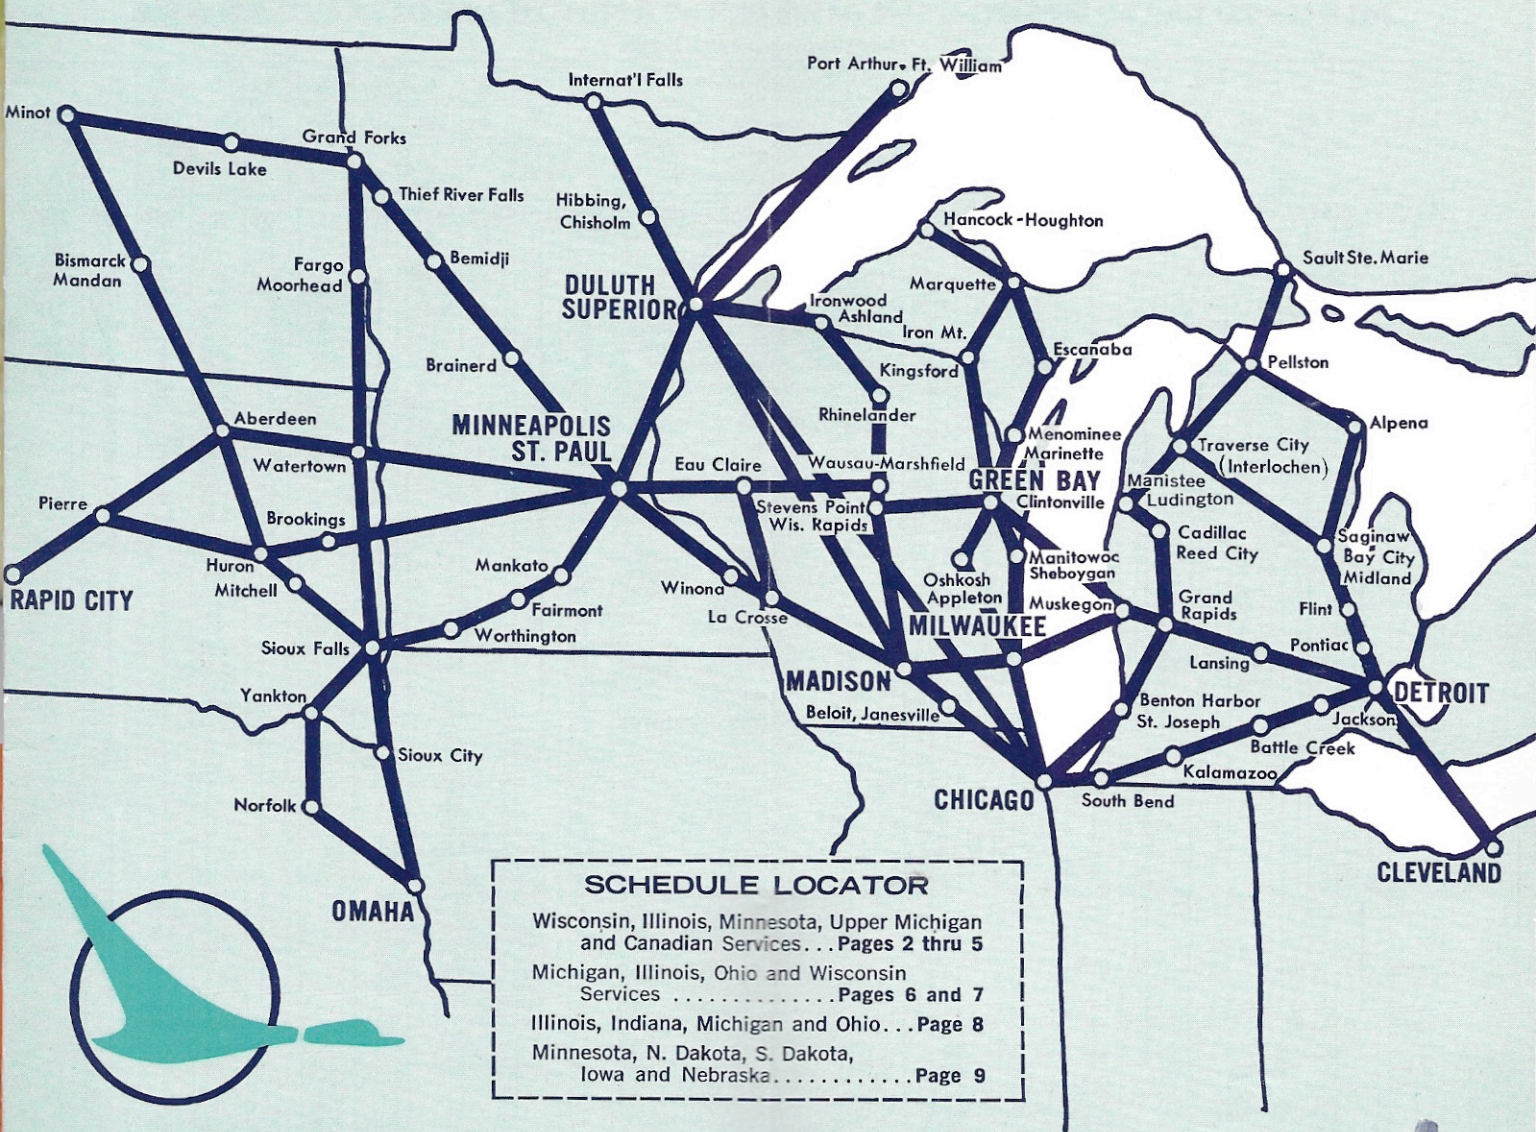 Port Arthur • Ft. William
Internat'l Falls
Minot
Grand Forks
Devils Lake
Thief River Falls
Hibbing,
Chisholm
Hancock-Houghton
Bismarck
Mandan
Fargo
Moorhead
Bemidji
Sault Ste. Marie
DULUTH
SUPERIOR
Marquette
Ironwood
Ashland
Iron Mt.
Kingsford
Escanaba
Brainerd
Pellston
Rhinelander
Aberdeen
MINNEAPOLIS
ST. PAUL
Alpena
Menominee
Marinette
Traverse City
(Interlochen)
Watertown
Eau Claire
Wausau-Marshfield
GREEN BAY
Clintonville
Manistee
Ludington
Pierre
Brookings
Stevens Point
Wis. Rapids
Cadillac
Reed City
Saginaw
Bay City
Midland
Huron
Mitchell
Mankato
Winona
Oshkosh
Appleton
Manitowoc
Sheboygan
RAPID CITY
Fairmont
La Crosse
Muskegon
Grand
Rapids
Flint
Sioux Falls
Worthington
MILWAUKEE
Lansing
Pontiac
MADISON
DETROIT
Yankton
Beloit, Janesville
Benton Harbor
St. Joseph
Jackson
Sioux City
Battle Creek
Kalamazoo
Norfolk
CHICAGO
South Bend
CLEVELAND
OMAHA
SCHEDULE LOCATOR
Wisconsin, Illinois, Minnesota, Upper Michigan
and Canadian Services...Pages 2 thru 5
Michigan, Illinois, Ohio and Wisconsin
Services ..............Pages 6 and 7
Illinois, Indiana, Michigan and Ohio...Page 8
Minnesota, N. Dakota, S. Dakota,
Iowa and Nebraska............Page 9